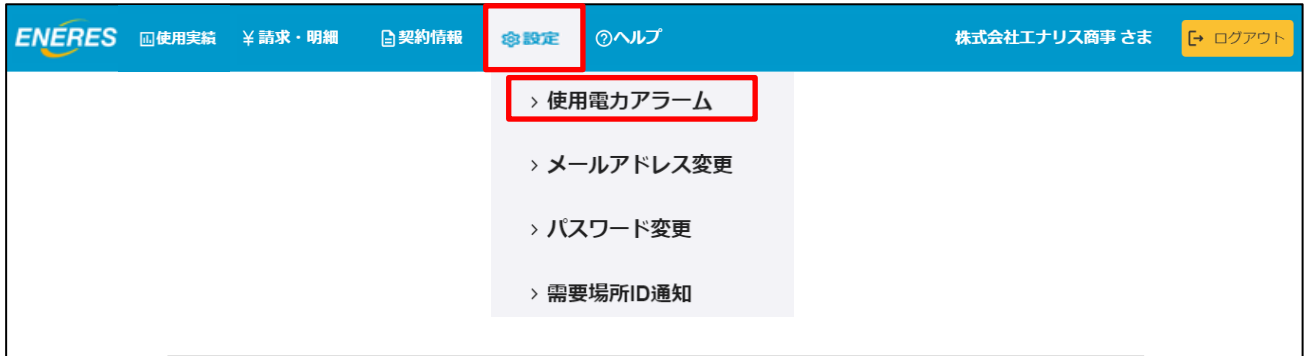 ENERES 使用実績 ¥請求・明細 契約情報 設定 ?ヘルプ 株式会社エナリス商事 さま ログアウト
> 使用電力アラーム
> メールアドレス変更
> パスワード変更
> 需要場所ID通知